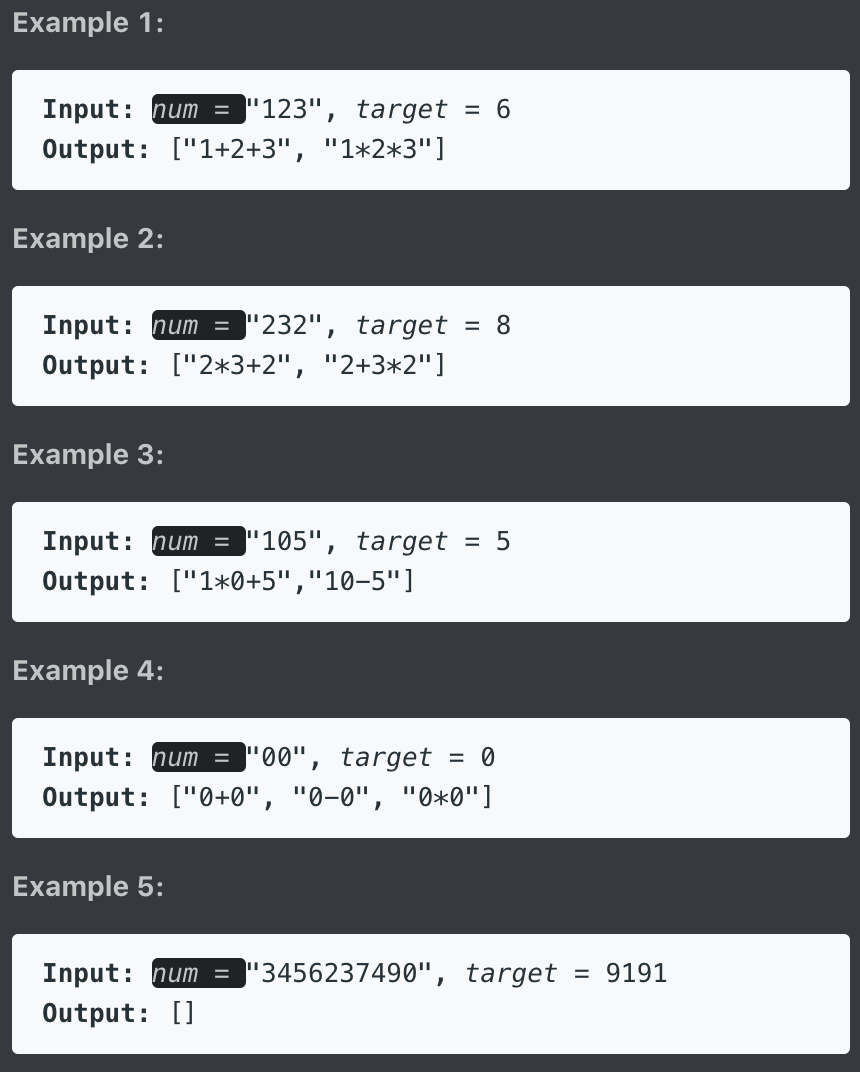 Example 1:
Input: num = "123", target = 6
Output: ["1+2+3", "1*2*3"]
Example 2:
Input: num = "232", target = 8
Output: ["2*3+2", "2+3*2"]
Example 3:
Input: num = "105", target = 5
Output: ["1*0+5","10-5"]
Example 4:
Input: num = "00", target = 0
Output: ["0+0", "0-0", "0*0"]
Example 5:
Input: num = "3456237490", target = 9191
Output: []